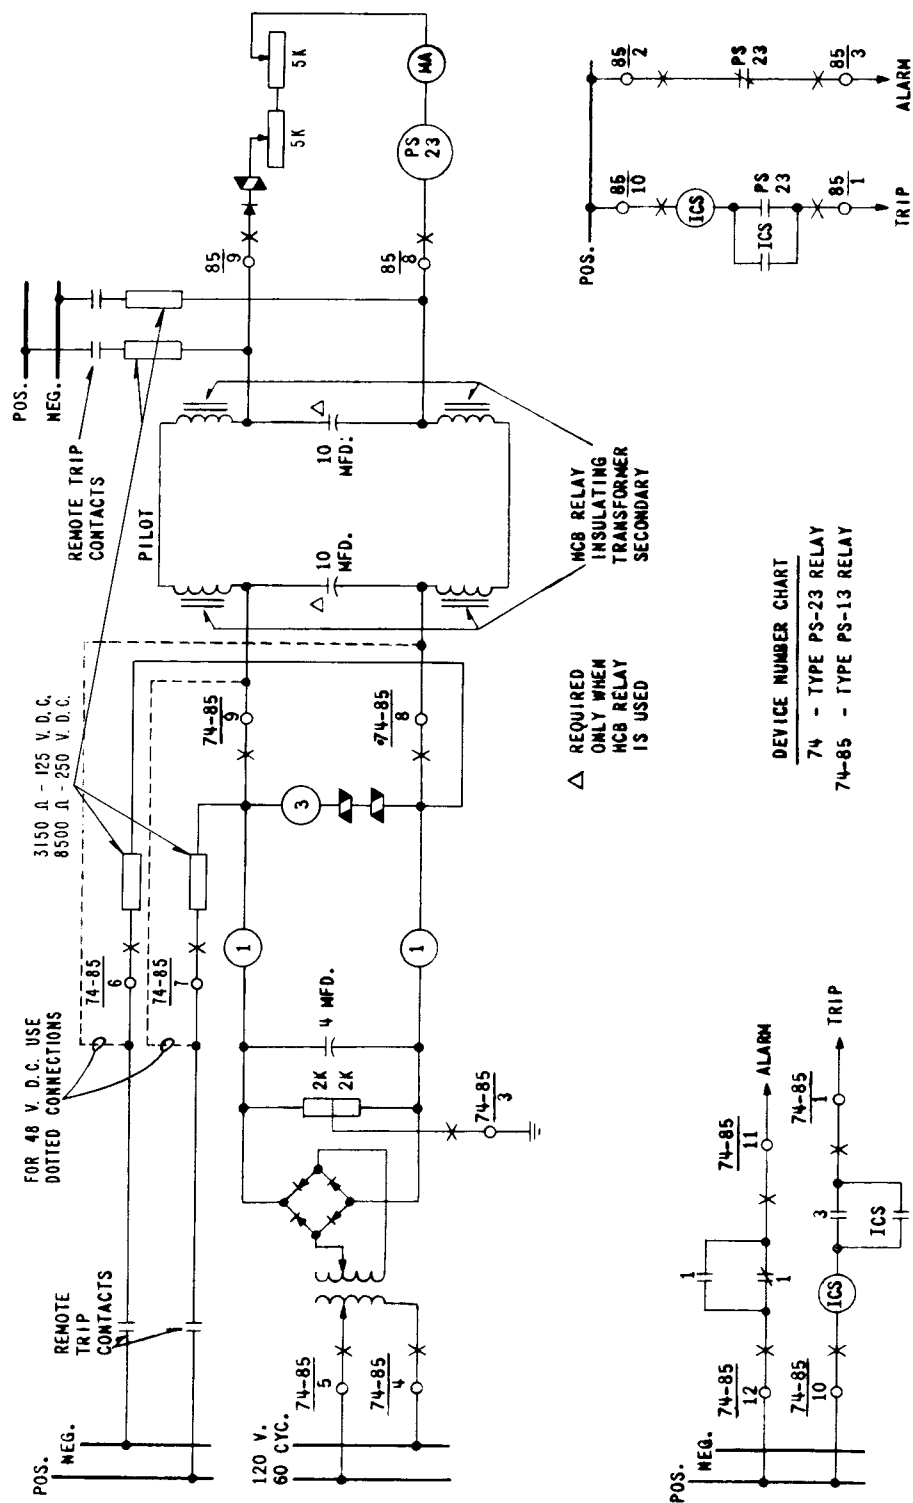 POS.
NEG.
REMOTE TRIP
CONTACTS
FOR 48 V. D.C. USE
DOTTED CONNECTIONS
74-85
6
74-85
7
3150 Ω - 125 V. D.C.
8500 Ω - 250 V. D.C.
REMOTE TRIP
CONTACTS
POS.
NEG.
PILOT
120 V.
60 CYC.
74-85
5
74-85
4
2K
2K
74-85
3
4 MFD.
1
1
3
74-85
9
74-85
8
10
MFD.
10
MFD.
85
9
85
8
5K
5K
PS
23
MA
△ REQUIRED
ONLY WHEN
HCB RELAY
IS USED
HCB RELAY
INSULATING
TRANSFORMER
SECONDARY
POS.
NEG.
74-85
12
1
1
74-85
11
ALARM
74-85
10
ICS
3
ICS
74-85
1
TRIP
DEVICE NUMBER CHART
74 - TYPE PS-23 RELAY
74-85 - TYPE PS-13 RELAY
POS.
85
10
ICS
ICS
PS
23
85
1
TRIP
85
2
PS
23
85
3
ALARM